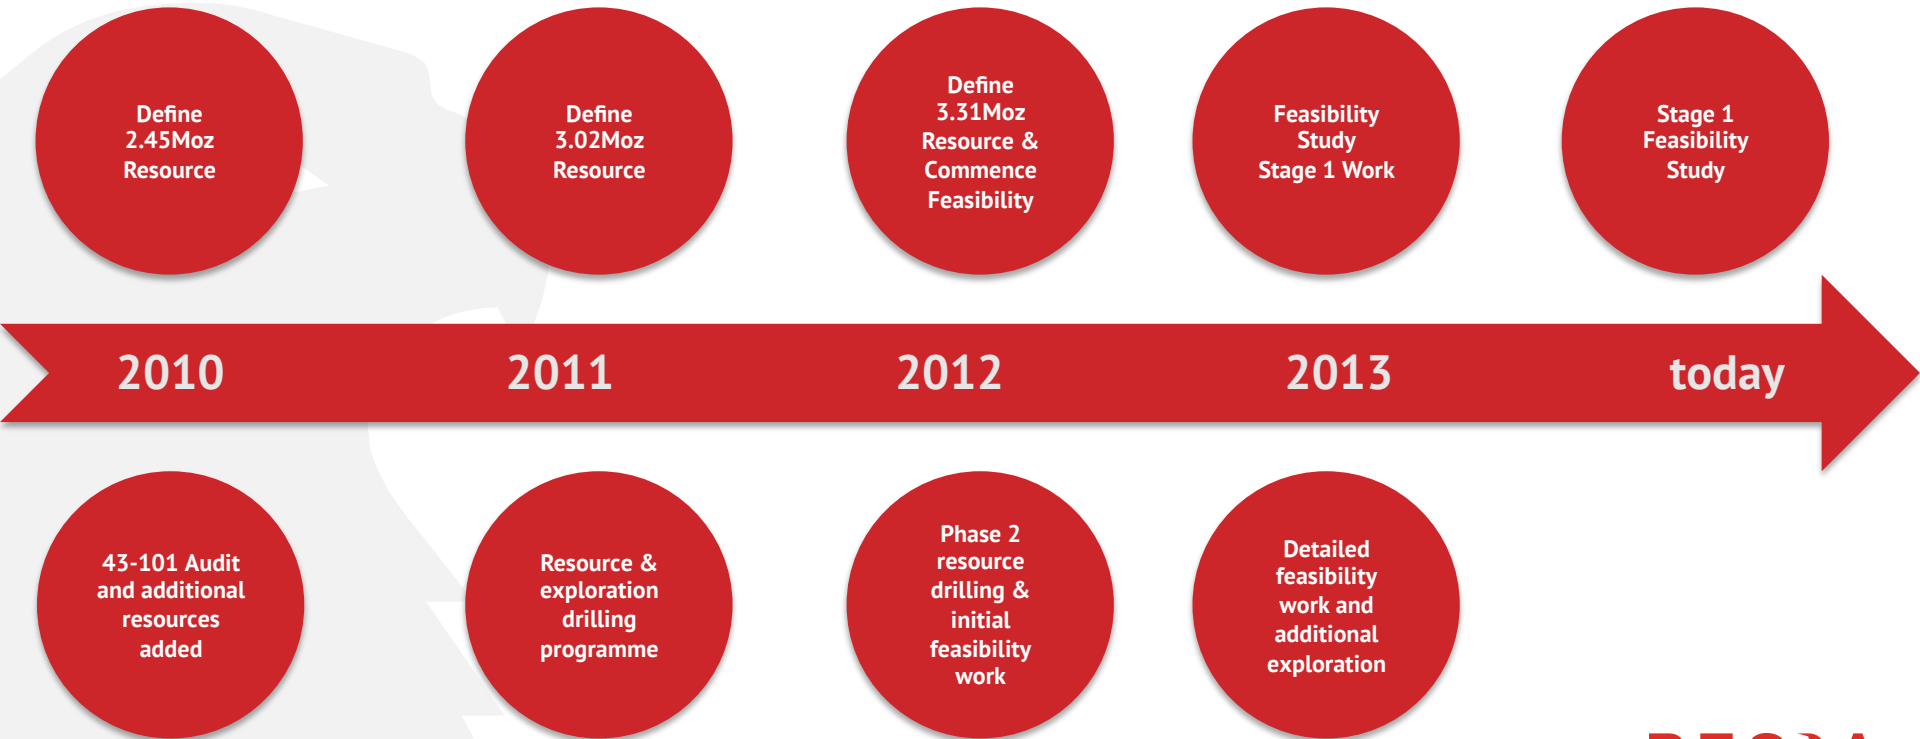 Define
2.45Moz
Resource
Define
3.02Moz
Resource
Define
3.31Moz
Resource &
Commence
Feasibility
Feasibility
Study
Stage 1 Work
Stage 1
Feasibility
Study
2010
2011
2012
2013
today
43-101 Audit
and additional
resources
added
Resource &
exploration
drilling
programme
Phase 2
resource
drilling &
initial
feasibility
work
Detailed
feasibility
work and
additional
exploration